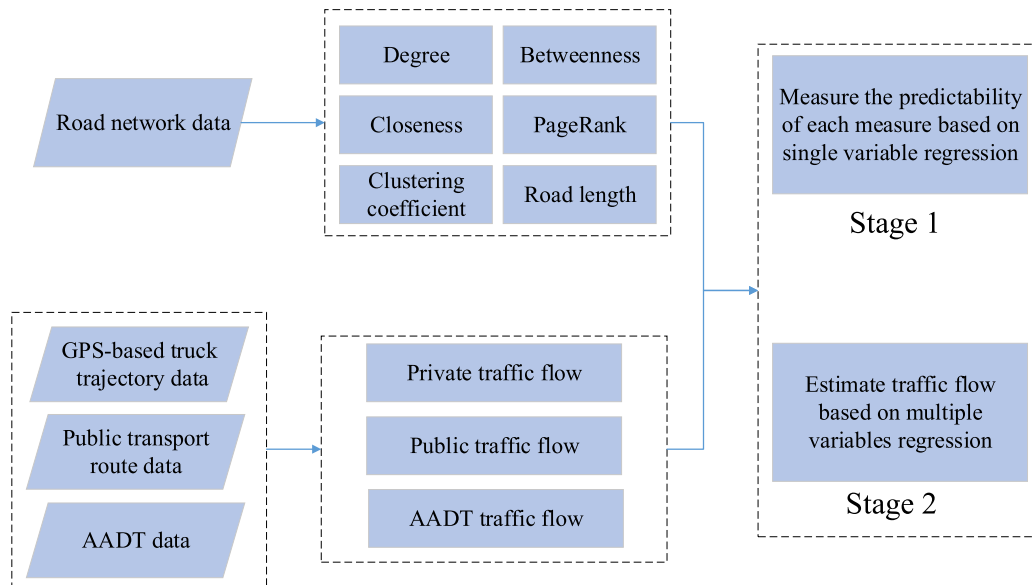 Road network data
Degree
Betweenness
Closeness
PageRank
Clustering
coefficient
Road length
GPS-based truck
trajectory data
Public transport
route data
AADT data
Private traffic flow
Public traffic flow
AADT traffic flow
Measure the predictability
of each measure based on
single variable regression
Stage 1
Estimate traffic flow
based on multiple
variables regression
Stage 2